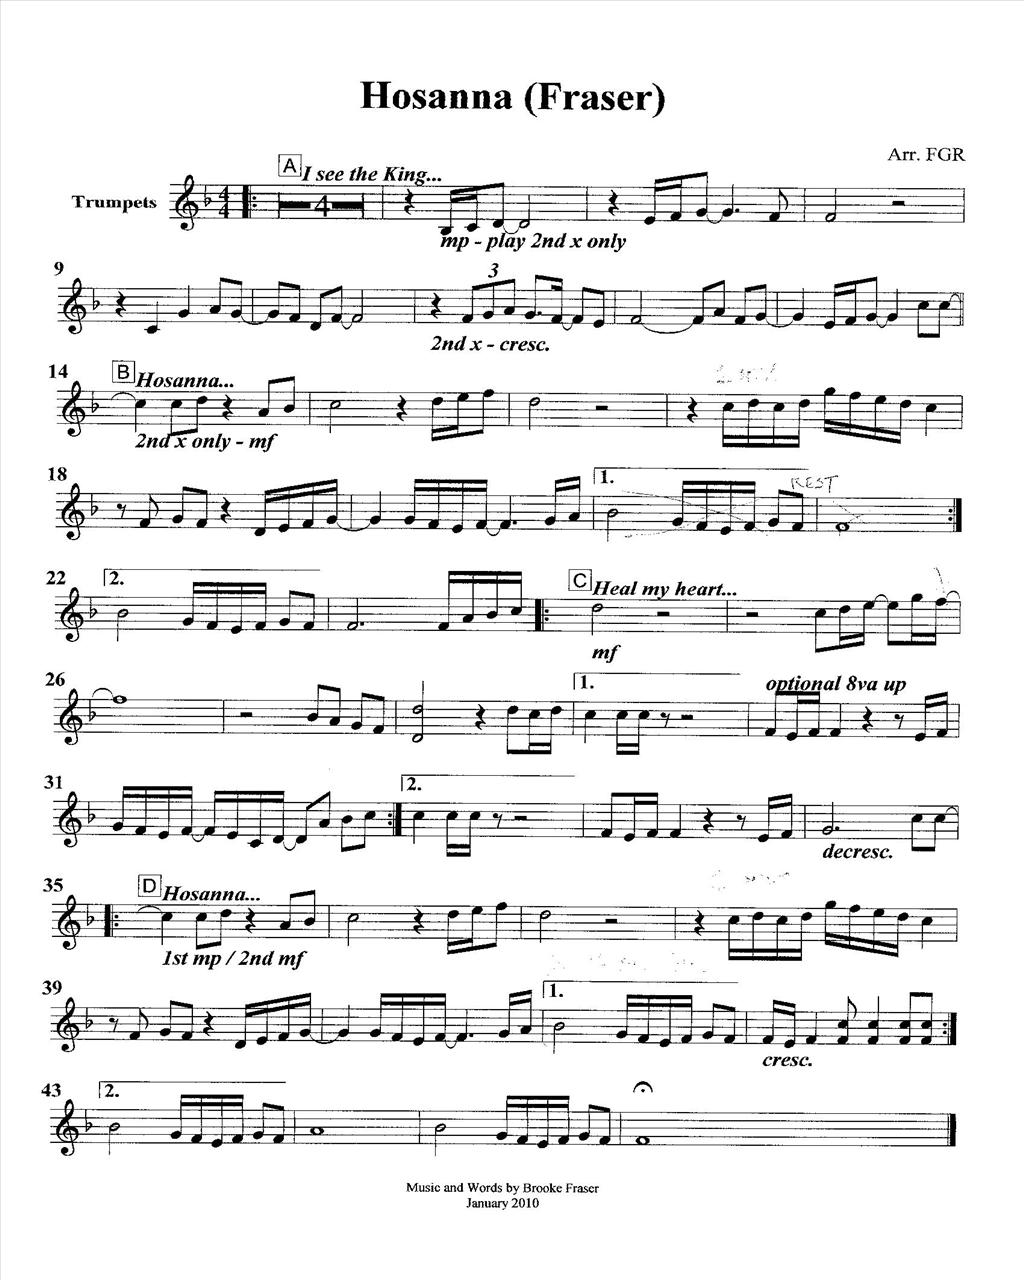 Hosanna (Fraser)
Arr. FGR
A I see the King...
Trumpets 4 4 4
mp - play 2nd x only
9 3
2nd x - cresc.
14 B Hosanna...
2nd x only - mf
18 1. REST
22 2. C Heal my heart...
mf
26 1. optional 8va up
31 2.
decresc.
35 D Hosanna...
1st mp / 2nd mf
39 1.
cresc.
43 2.
Music and Words by Brooke Fraser
January 2010